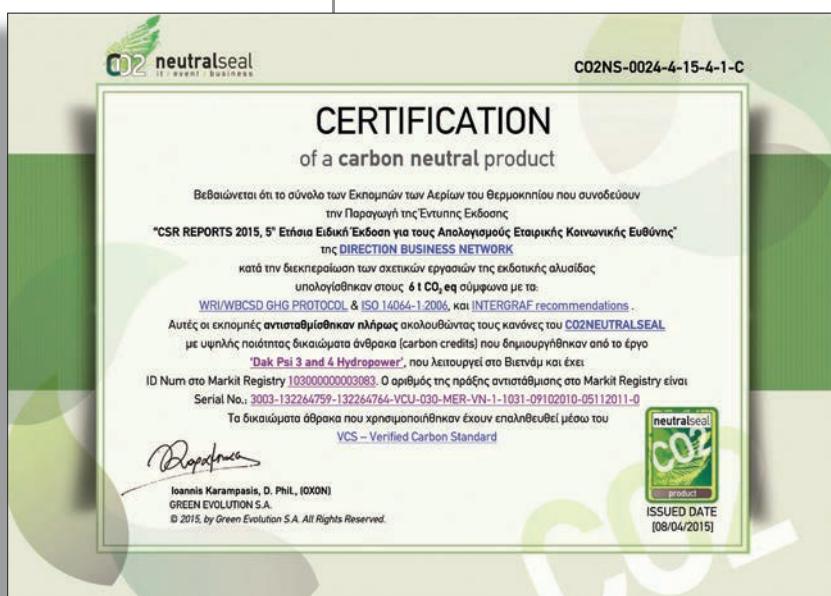 CO2 neutralseal
it / event / business
CO2NS-0024-4-15-4-1-C
CERTIFICATION
of a carbon neutral product
Βεβαιώνεται ότι το σύνολο των Εκπομπών των Αερίων του θερμοκηπίου που συνοδεύουν
την Παραγωγή της Έντυπης Εκδοσης
"CSR REPORTS 2015, 5η Ετήσια Ειδική Έκδοση για τους Απολογισμούς Εταιρικής Κοινωνικής Ευθύνης"
της DIRECTION BUSINESS NETWORK
κατά την διεκπεραίωση των σχετικών εργασιών της εκδοτικής αλυσίδας
υπολογίσθηκαν στους 6 t CO₂ eq σύμφωνα με τα:
WRI/WBCSD GHG PROTOCOL & ISO 14064-1:2006, και INTERGRAF recommendations .
Αυτές οι εκπομπές αντισταθμίσθηκαν πλήρως ακολουθώντας τους κανόνες του CO2NEUTRALSEAL
με υψηλής ποιότητας δικαιώματα άνθρακα (carbon credits) που δημιουργήθηκαν από το έργο
'Dak Psi 3 and 4 Hydropower', που λειτουργεί στο Βιετνάμ και έχει
ID Num στο Markit Registry 103000000003083. Ο αριθμός της πράξης αντιστάθμισης στο Markit Registry είναι
Serial No.: 3003-132264759-132264764-VCU-030-MER-VN-1-1031-09102010-05112011-0
Τα δικαιώματα άθρακα που χρησιμοποιήθηκαν έχουν επαληθευθεί μέσω του
VCS – Verified Carbon Standard
Ioannis Karampasis, D. Phil., (OXON)
GREEN EVOLUTION S.A.
© 2015, by Green Evolution S.A. All Rights Reserved.
neutralseal
CO2
product
ISSUED DATE
[08/04/2015]
CO2